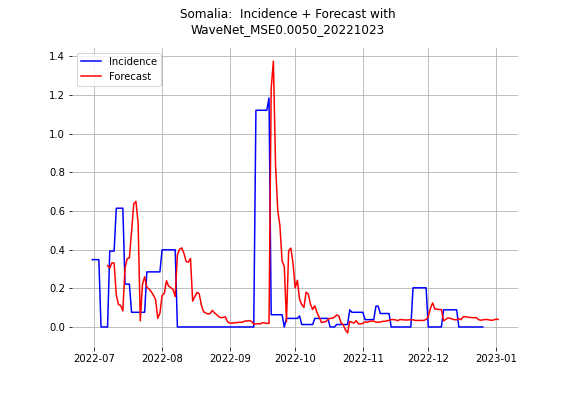 Somalia:  Incidence + Forecast with
WaveNet_MSE0.0050_20221023
Incidence
Forecast
1.4
1.2
1.0
0.8
0.6
0.4
0.2
0.0
2022-07 2022-08 2022-09 2022-10 2022-11 2022-12 2023-01